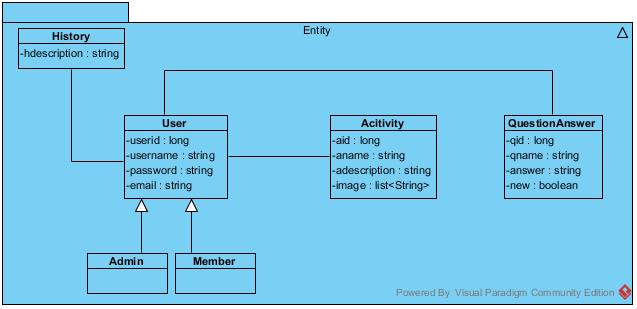 Entity
History
-hdescription : string
User
-userid : long
-username : string
-password : string
-email : string
Acitivity
-aid : long
-aname : string
-adescription : string
-image : list<String>
QuestionAnswer
-qid : long
-qname : string
-answer : string
-new : boolean
Admin
Member
Powered By Visual Paradigm Community Edition